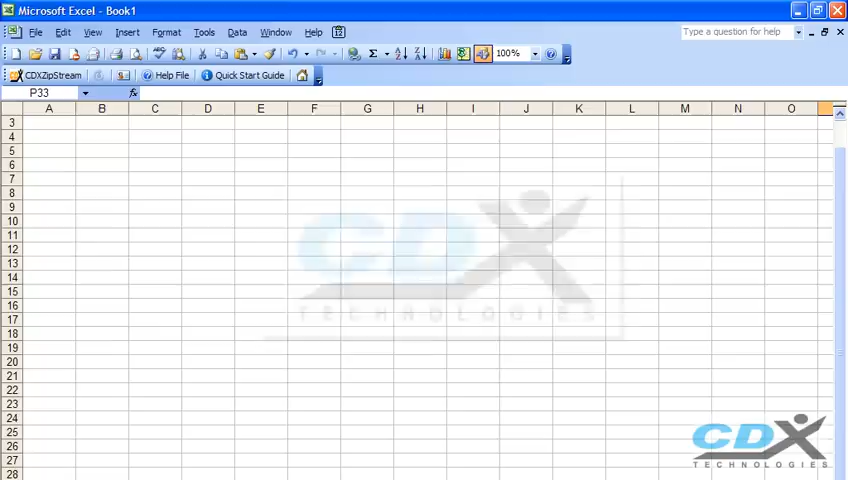 Microsoft Excel - Book1
File Edit View Insert Format Tools Data Window Help
Type a question for help
100%
CDXZipStream Help File Quick Start Guide
P33 fx
A B C D E F G H I J K L M N O
3
4
5
6
7
8
9
10
11
12
13
14
15
16
17
18
19
20
21
22
23
24
25
26
27
28
CDX
TECHNOLOGIES
CDX
TECHNOLOGIES